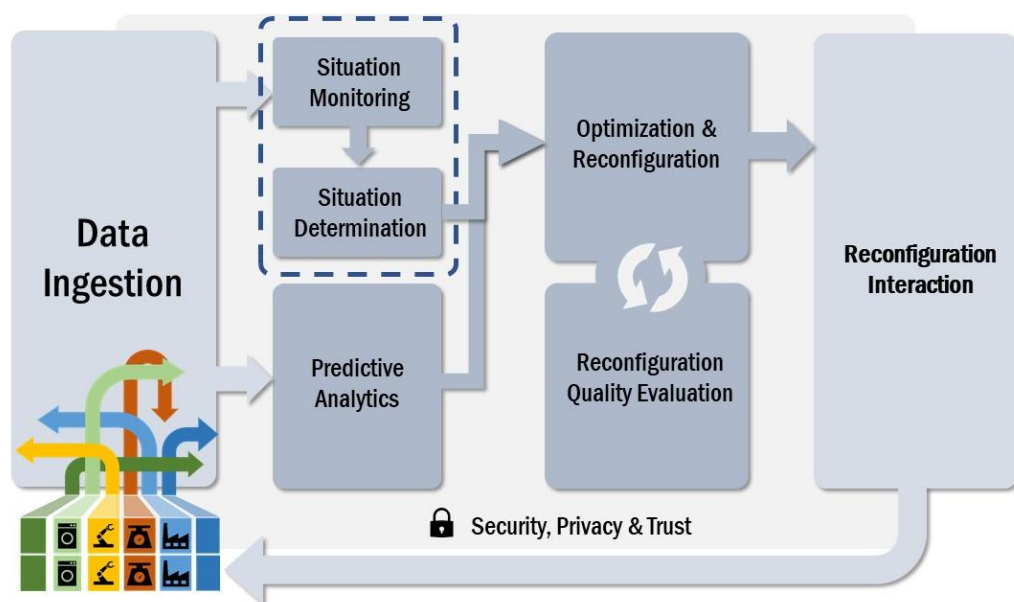 Data
Ingestion
Situation
Monitoring
Situation
Determination
Predictive
Analytics
Optimization &
Reconfiguration
Reconfiguration
Quality Evaluation
Reconfiguration
Interaction
Security, Privacy & Trust